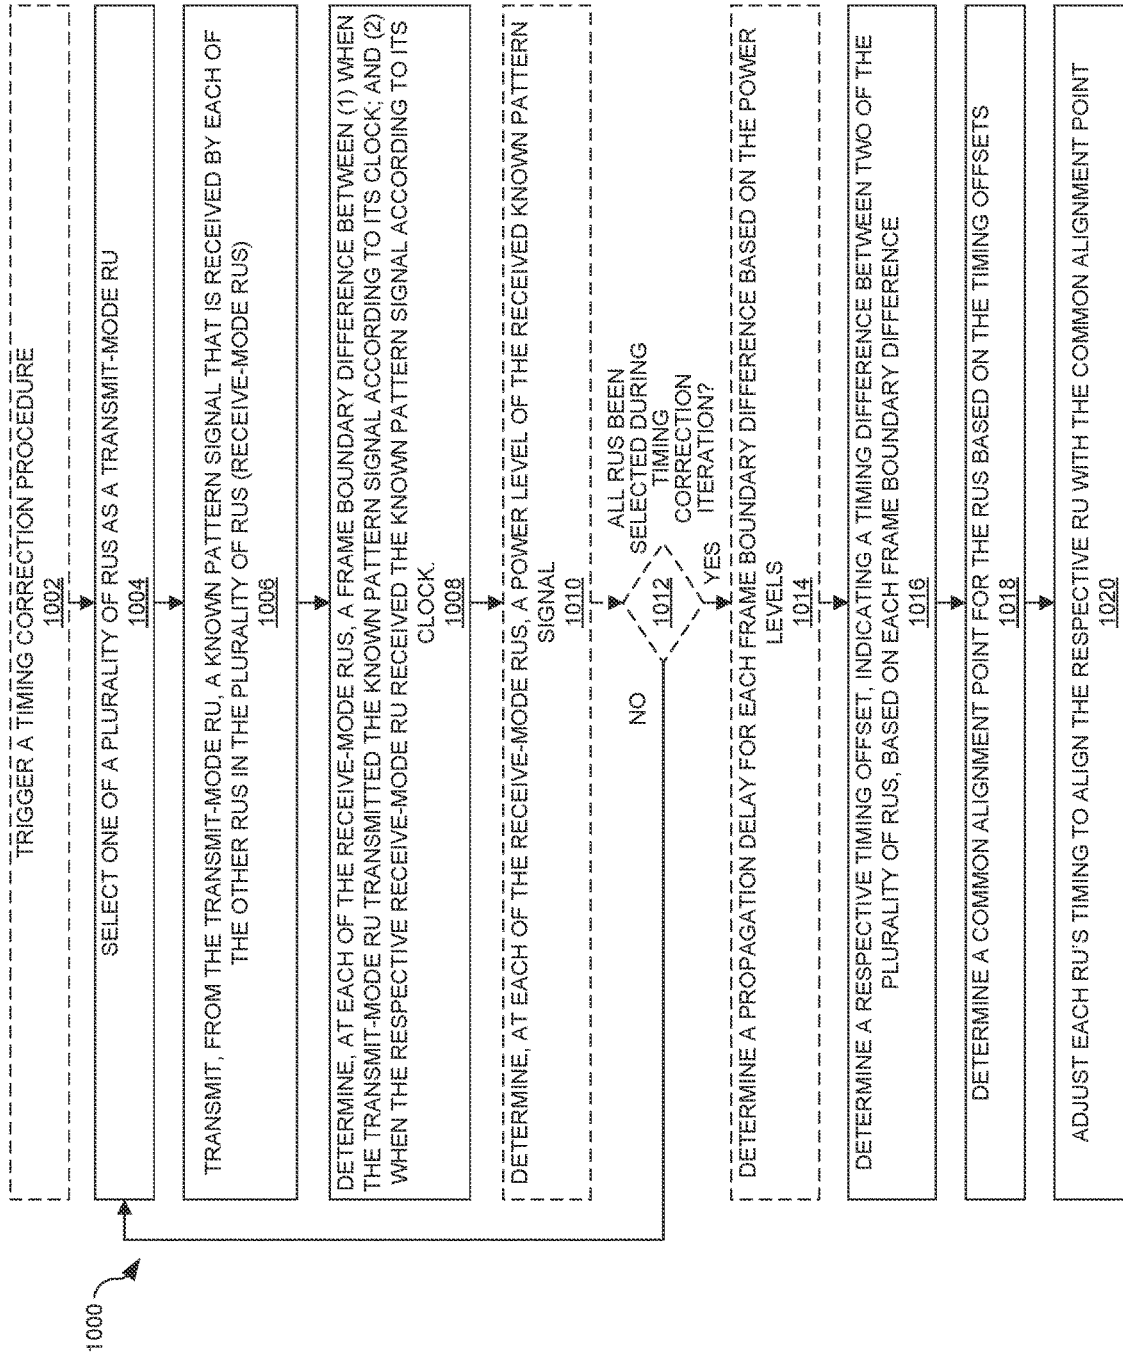 1000
TRIGGER A TIMING CORRECTION PROCEDURE
1002
SELECT ONE OF A PLURALITY OF RUS AS A TRANSMIT-MODE RU
1004
TRANSMIT, FROM THE TRANSMIT-MODE RU, A KNOWN PATTERN SIGNAL THAT IS RECEIVED BY EACH OF
THE OTHER RUS IN THE PLURALITY OF RUS (RECEIVE-MODE RUS)
1006
DETERMINE, AT EACH OF THE RECEIVE-MODE RUS, A FRAME BOUNDARY DIFFERENCE BETWEEN (1) WHEN
THE TRANSMIT-MODE RU TRANSMITTED THE KNOWN PATTERN SIGNAL ACCORDING TO ITS CLOCK; AND (2)
WHEN THE RESPECTIVE RECEIVE-MODE RU RECEIVED THE KNOWN PATTERN SIGNAL ACCORDING TO ITS
CLOCK.
1008
DETERMINE, AT EACH OF THE RECEIVE-MODE RUS, A POWER LEVEL OF THE RECEIVED KNOWN PATTERN
SIGNAL
1010
ALL RUS BEEN
SELECTED DURING
TIMING
CORRECTION
ITERATION?
1012
NO
YES
DETERMINE A PROPAGATION DELAY FOR EACH FRAME BOUNDARY DIFFERENCE BASED ON THE POWER
LEVELS
1014
DETERMINE A RESPECTIVE TIMING OFFSET, INDICATING A TIMING DIFFERENCE BETWEEN TWO OF THE
PLURALITY OF RUS, BASED ON EACH FRAME BOUNDARY DIFFERENCE
1016
DETERMINE A COMMON ALIGNMENT POINT FOR THE RUS BASED ON THE TIMING OFFSETS
1018
ADJUST EACH RU'S TIMING TO ALIGN THE RESPECTIVE RU WITH THE COMMON ALIGNMENT POINT
1020